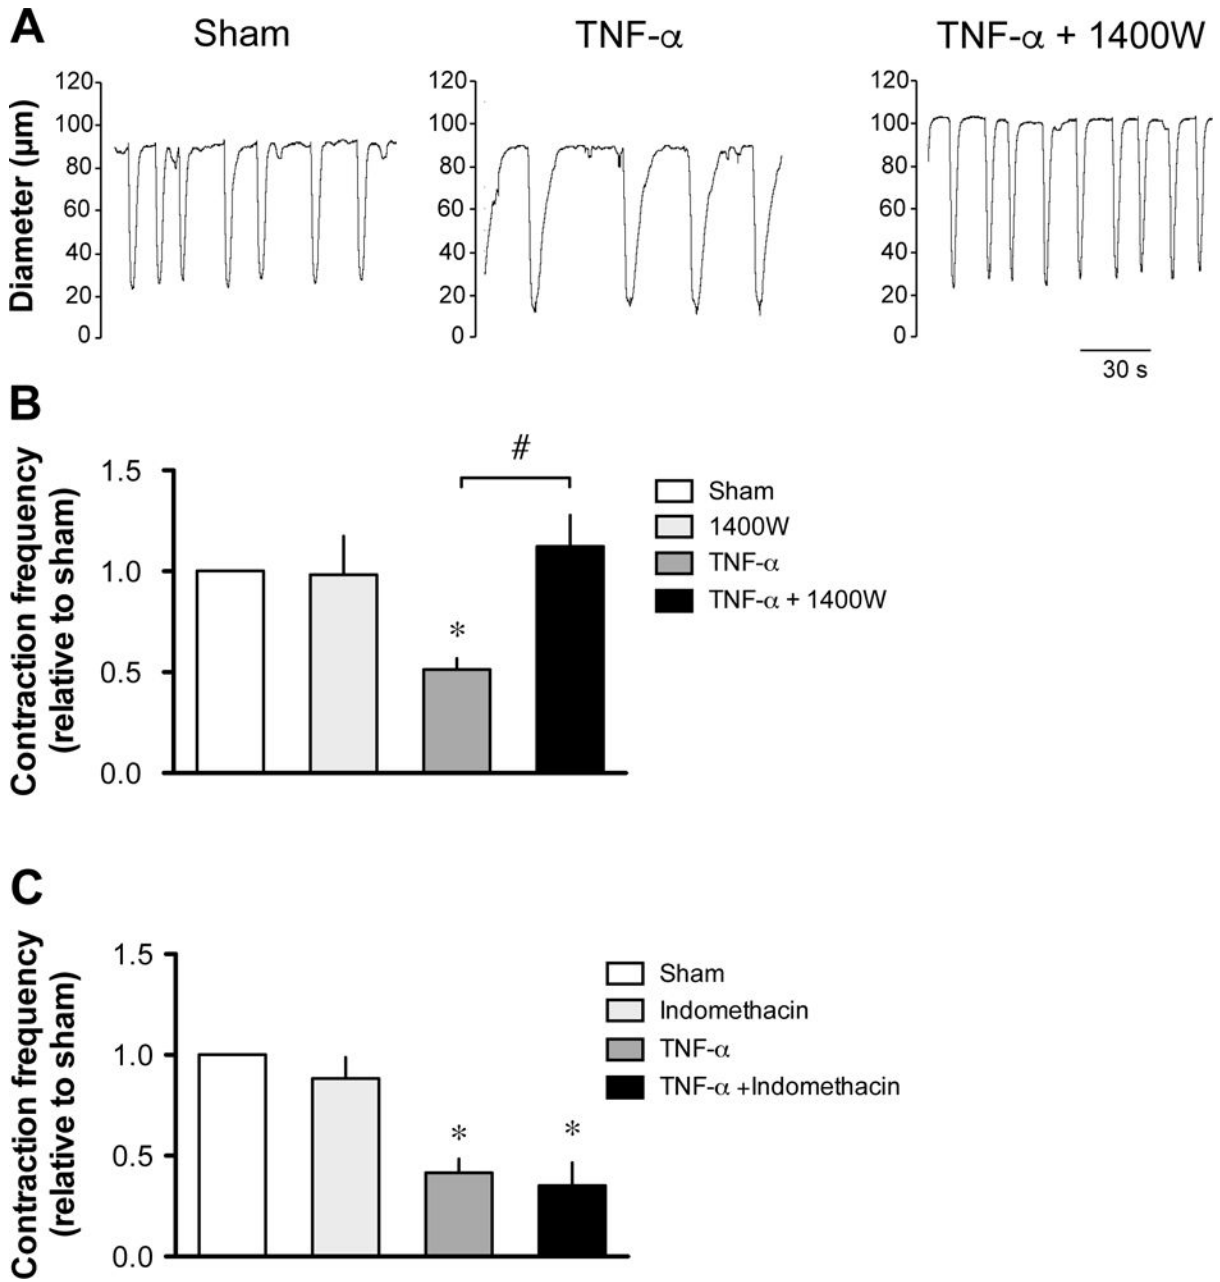 A
Sham
TNF-α
TNF-α + 1400W
Diameter (µm)
120
100
80
60
40
20
0
120
100
80
60
40
20
0
120
100
80
60
40
20
0
30 s
B
Contraction frequency
(relative to sham)
1.5
1.0
0.5
0.0
*
#
Sham
1400W
TNF-α
TNF-α + 1400W
C
Contraction frequency
(relative to sham)
1.5
1.0
0.5
0.0
*
*
Sham
Indomethacin
TNF-α
TNF-α +Indomethacin